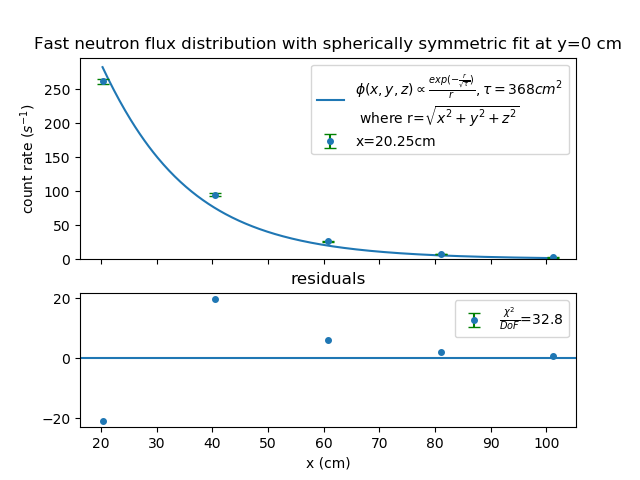 Fast neutron flux distribution with spherically symmetric fit at y=0 cm
count rate (s⁻¹)
250
200
150
100
50
0
ϕ(x, y, z) ∝ exp(−r/√τ)/r, τ = 368cm²
where r=√(x² + y² + z²)
x=20.25cm
residuals
20
0
−20
χ²/DoF=32.8
20 30 40 50 60 70 80 90 100
x (cm)